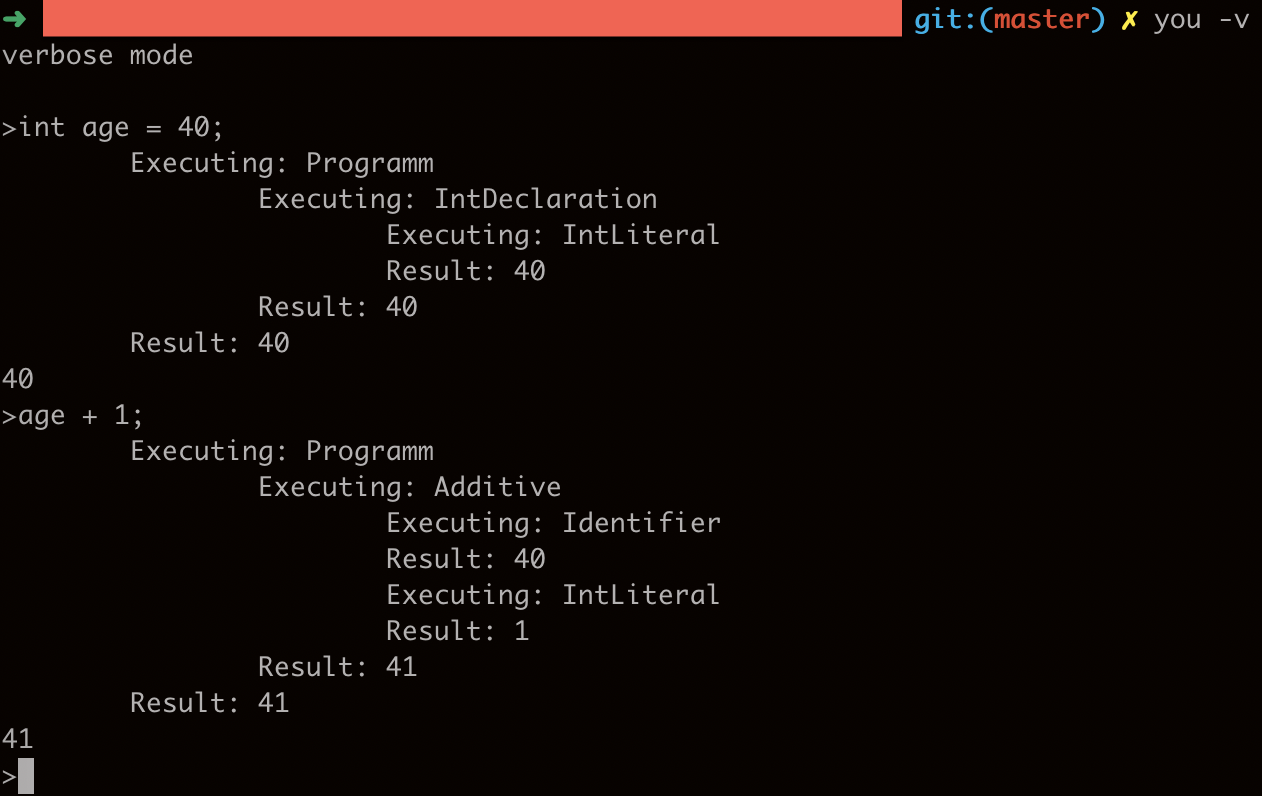 ➜ git:(master) ✗ you -v
verbose mode

>int age = 40;
        Executing: Programm
                Executing: IntDeclaration
                        Executing: IntLiteral
                        Result: 40
                Result: 40
        Result: 40
40
>age + 1;
        Executing: Programm
                Executing: Additive
                        Executing: Identifier
                        Result: 40
                        Executing: IntLiteral
                        Result: 1
                Result: 41
        Result: 41
41
>